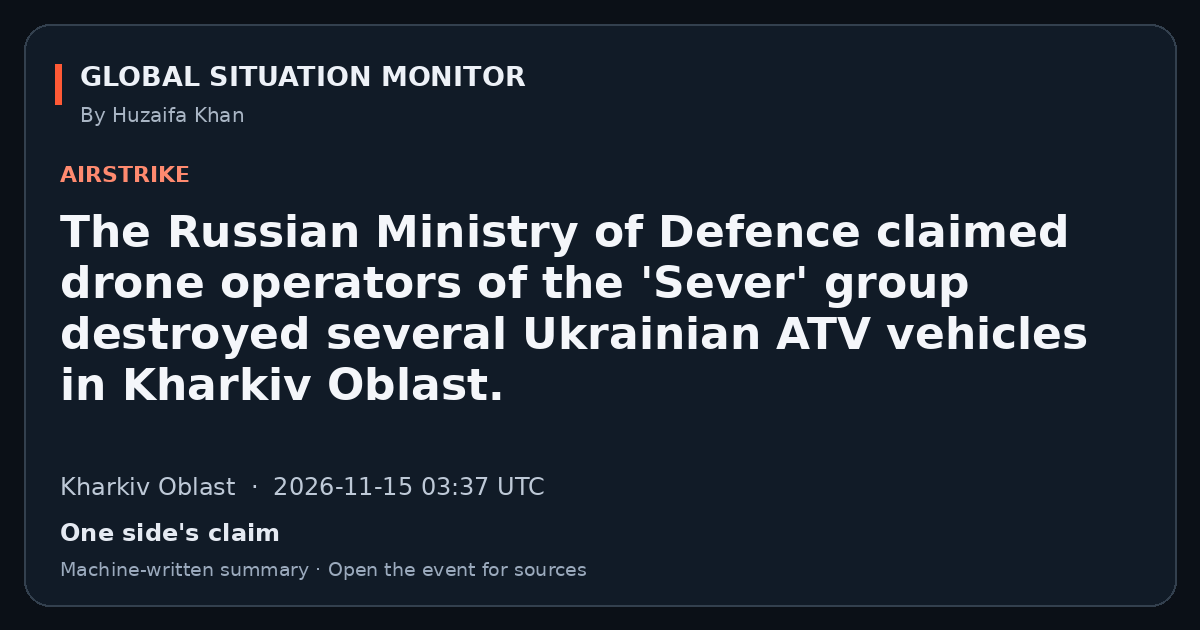 GLOBAL SITUATION MONITOR
By Huzaifa Khan
AIRSTRIKE
The Russian Ministry of Defence claimed
drone operators of the 'Sever' group
destroyed several Ukrainian ATV vehicles
in Kharkiv Oblast.
Kharkiv Oblast · 2026-11-15 03:37 UTC
One side's claim
Machine-written summary · Open the event for sources